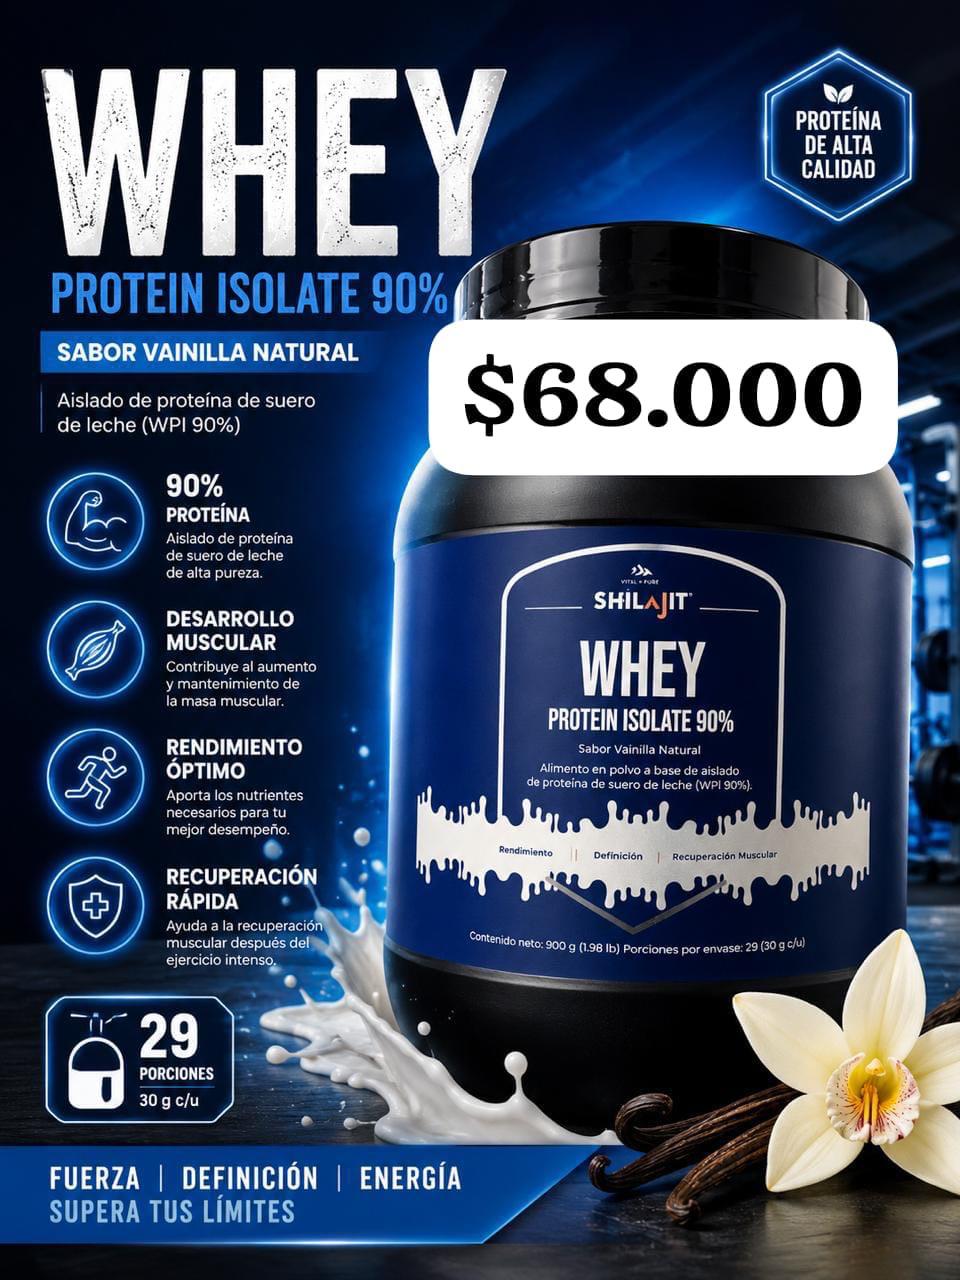 WHEY
PROTEIN ISOLATE 90%
SABOR VAINILLA NATURAL
Aislado de proteína de suero
de leche (WPI 90%)
PROTEÍNA
DE ALTA
CALIDAD
$68.000
90%
PROTEÍNA
Aislado de proteína
de suero de leche
de alta pureza.
DESARROLLO
MUSCULAR
Contribuye al aumento
y mantenimiento de
la masa muscular.
RENDIMIENTO
ÓPTIMO
Aporta los nutrientes
necesarios para tu
mejor desempeño.
RECUPERACIÓN
RÁPIDA
Ayuda a la recuperación
muscular después del
ejercicio intenso.
29
PORCIONES
30 g c/u
VITAL + PURE
SHILAJIT
WHEY
PROTEIN ISOLATE 90%
Sabor Vainilla Natural
Alimento en polvo a base de aislado
de proteína de suero de leche (WPI 90%).
Rendimiento | Definición | Recuperación Muscular
Contenido neto: 900 g (1.98 lb) Porciones por envase: 29 (30 g c/u)
FUERZA | DEFINICIÓN | ENERGÍA
SUPERA TUS LÍMITES